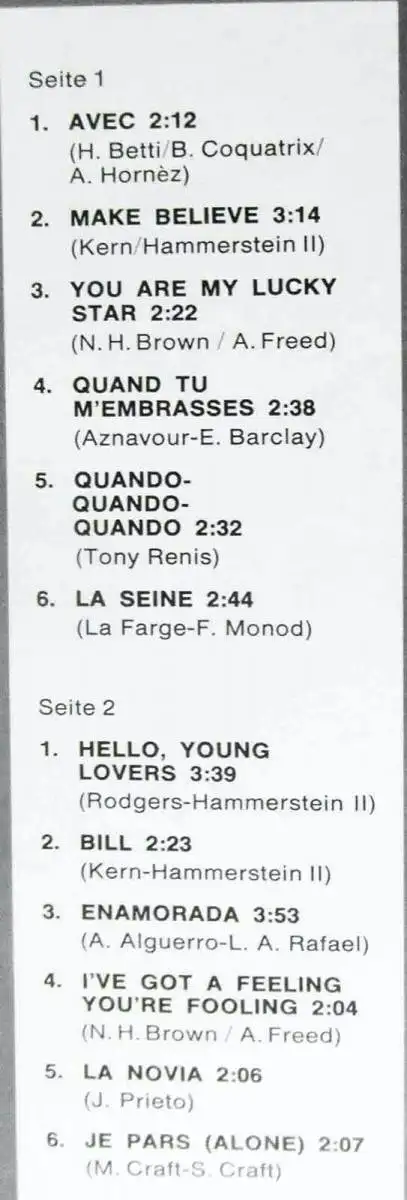 Seite 1
1. AVEC 2:12
(H. Betti/B. Coquatrix/
A. Hornèz)
2. MAKE BELIEVE 3:14
(Kern/Hammerstein II)
3. YOU ARE MY LUCKY
STAR 2:22
(N. H. Brown / A. Freed)
4. QUAND TU
M'EMBRASSES 2:38
(Aznavour-E. Barclay)
5. QUANDO-
QUANDO-
QUANDO 2:32
(Tony Renis)
6. LA SEINE 2:44
(La Farge-F. Monod)
Seite 2
1. HELLO, YOUNG
LOVERS 3:39
(Rodgers-Hammerstein II)
2. BILL 2:23
(Kern-Hammerstein II)
3. ENAMORADA 3:53
(A. Alguerro-L. A. Rafael)
4. I'VE GOT A FEELING
YOU'RE FOOLING 2:04
(N. H. Brown / A. Freed)
5. LA NOVIA 2:06
(J. Prieto)
6. JE PARS (ALONE) 2:07
(M. Craft-S. Craft)